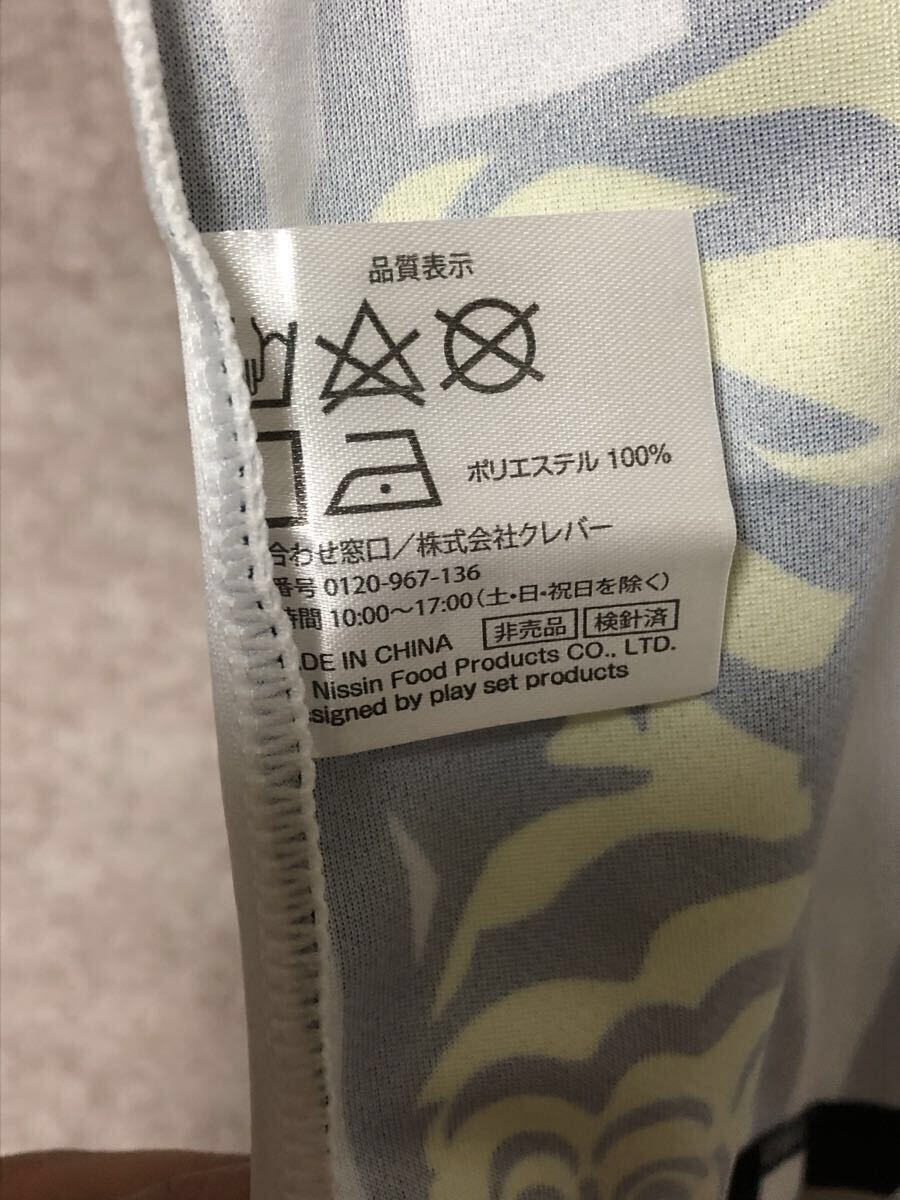 品質表示
ポリエステル 100%
合わせ窓口／株式会社クレバー
番号 0120-967-136
時間 10:00〜17:00（土・日・祝日を除く）
DE IN CHINA 非売品 検針済
Nissin Food Products CO., LTD.
signed by play set products